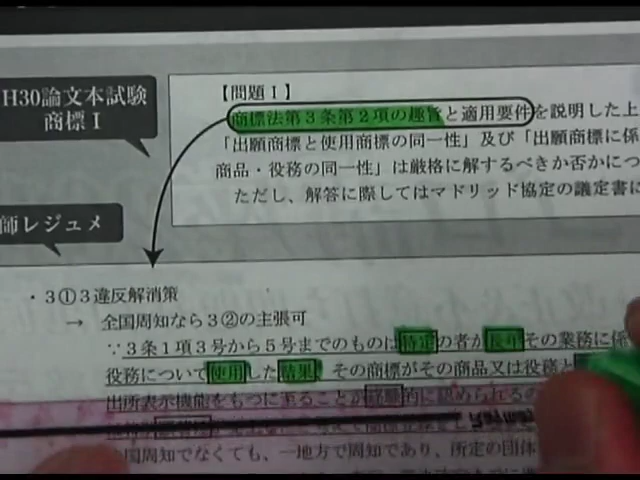 H30論文本試験
商標Ⅰ
【問題Ⅰ】
商標法第3条第2項の趣旨と適用要件を説明した上
「出願商標と使用商標の同一性」及び「出願商標に係
商品・役務の同一性」は厳格に解するべきか否かにつ
ただし、解答に際してはマドリッド協定の議定書に
師レジュメ
・3①3違反解消策
→ 全国周知なら3②の主張可
∵3条1項3号から5号までのものは特定の者が長年その業務に係
役務について使用した結果、その商標がその商品又は役務と
出所表示機能をもつに至ることが経験的に認められるの
国周知でなくても、一地方で周知であり、所定の団体